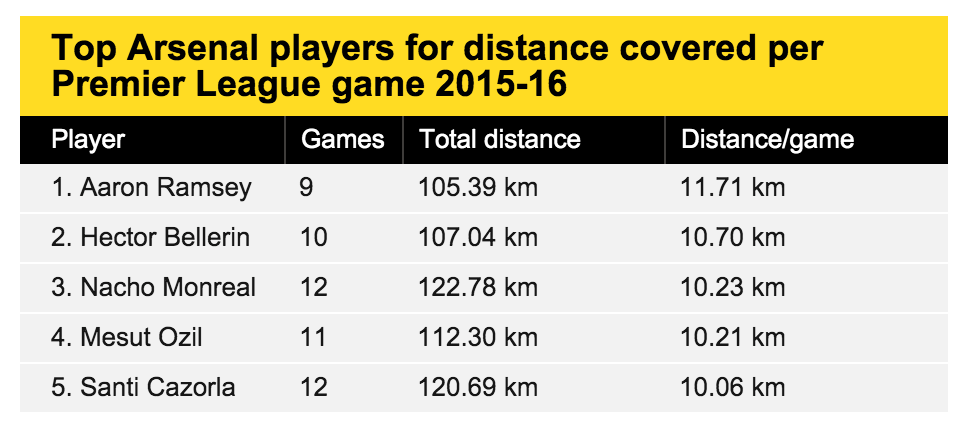 Top Arsenal players for distance covered per
Premier League game 2015-16
Player Games Total distance Distance/game
1. Aaron Ramsey 9 105.39 km 11.71 km
2. Hector Bellerin 10 107.04 km 10.70 km
3. Nacho Monreal 12 122.78 km 10.23 km
4. Mesut Ozil 11 112.30 km 10.21 km
5. Santi Cazorla 12 120.69 km 10.06 km